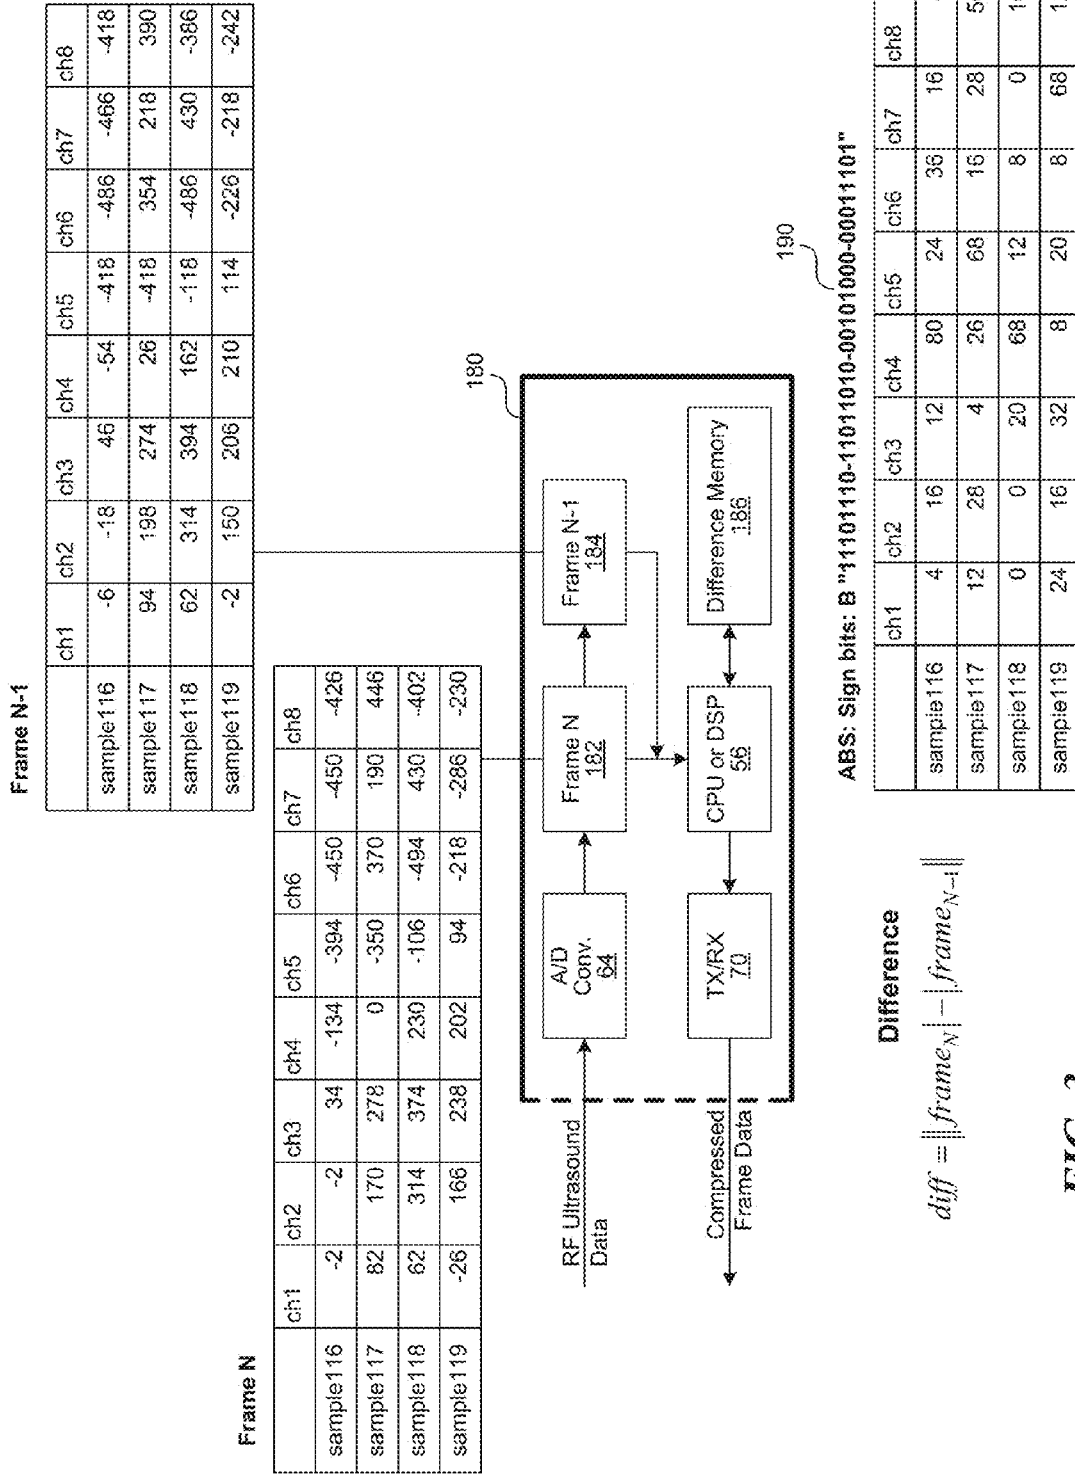 Frame N-1
ch1 ch2 ch3 ch4 ch5 ch6 ch7 ch8
sample116 -6 -18 46 -54 -418 -486 -466 -418
sample117 94 198 274 26 -418 354 218 390
sample118 62 314 394 162 -118 -486 430 -386
sample119 -2 150 206 210 114 -226 -218 -242
Frame N
ch1 ch2 ch3 ch4 ch5 ch6 ch7 ch8
sample116 -2 -2 34 -134 -394 -450 -450 -426
sample117 82 170 278 0 -350 370 190 446
sample118 62 314 374 230 -106 -494 430 -402
sample119 -26 166 238 202 94 -218 -286 -230
180
RF Ultrasound
Data
A/D
Conv.
64
Frame N
182
Frame N-1
184
Compressed
Frame Data
TX/RX
70
CPU or DSP
56
Difference Memory
186
190
Difference
diff = ||frame_N| - |frame_{N-1}||
ABS: Sign bits: B "11101110-11011010-00101000-00011101"
ch1 ch2 ch3 ch4 ch5 ch6 ch7 ch8
sample116 4 16 12 80 24 36 16
sample117 12 28 4 26 68 16 28
sample118 0 0 20 68 12 8 0
sample119 24 16 32 8 20 8 68